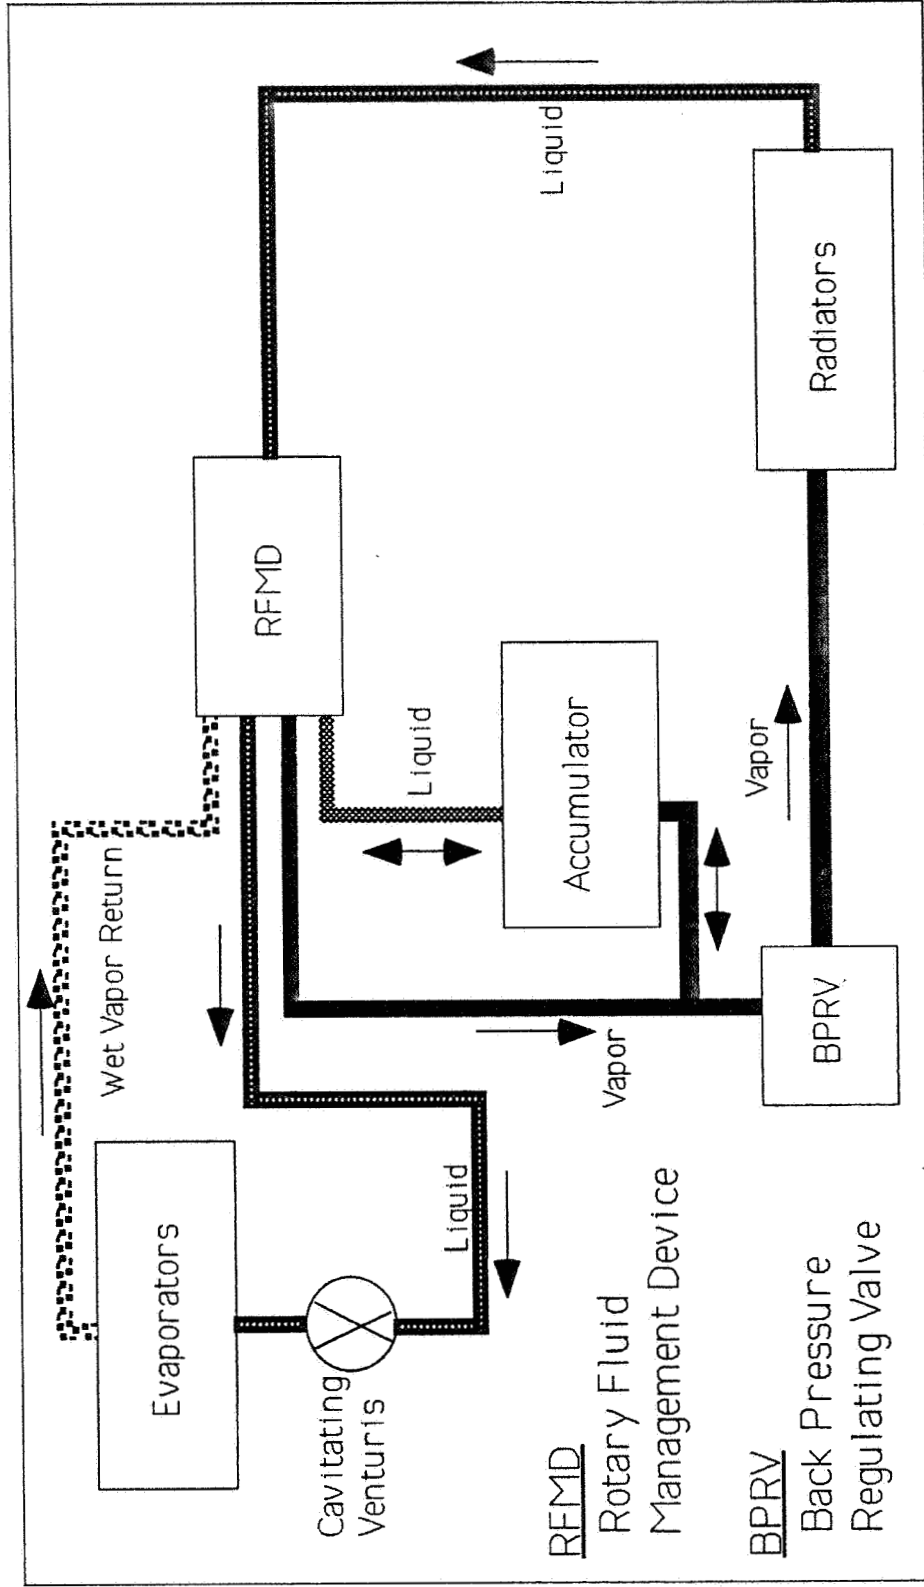 Wet Vapor Return
Evaporators
RFMD
Liquid
Cavitating
Venturis
Liquid
Liquid
Accumulator
Vapor
Vapor
BPRV
Radiators
RFMD
Rotary Fluid
Management Device
BPRV
Back Pressure
Regulating Valve